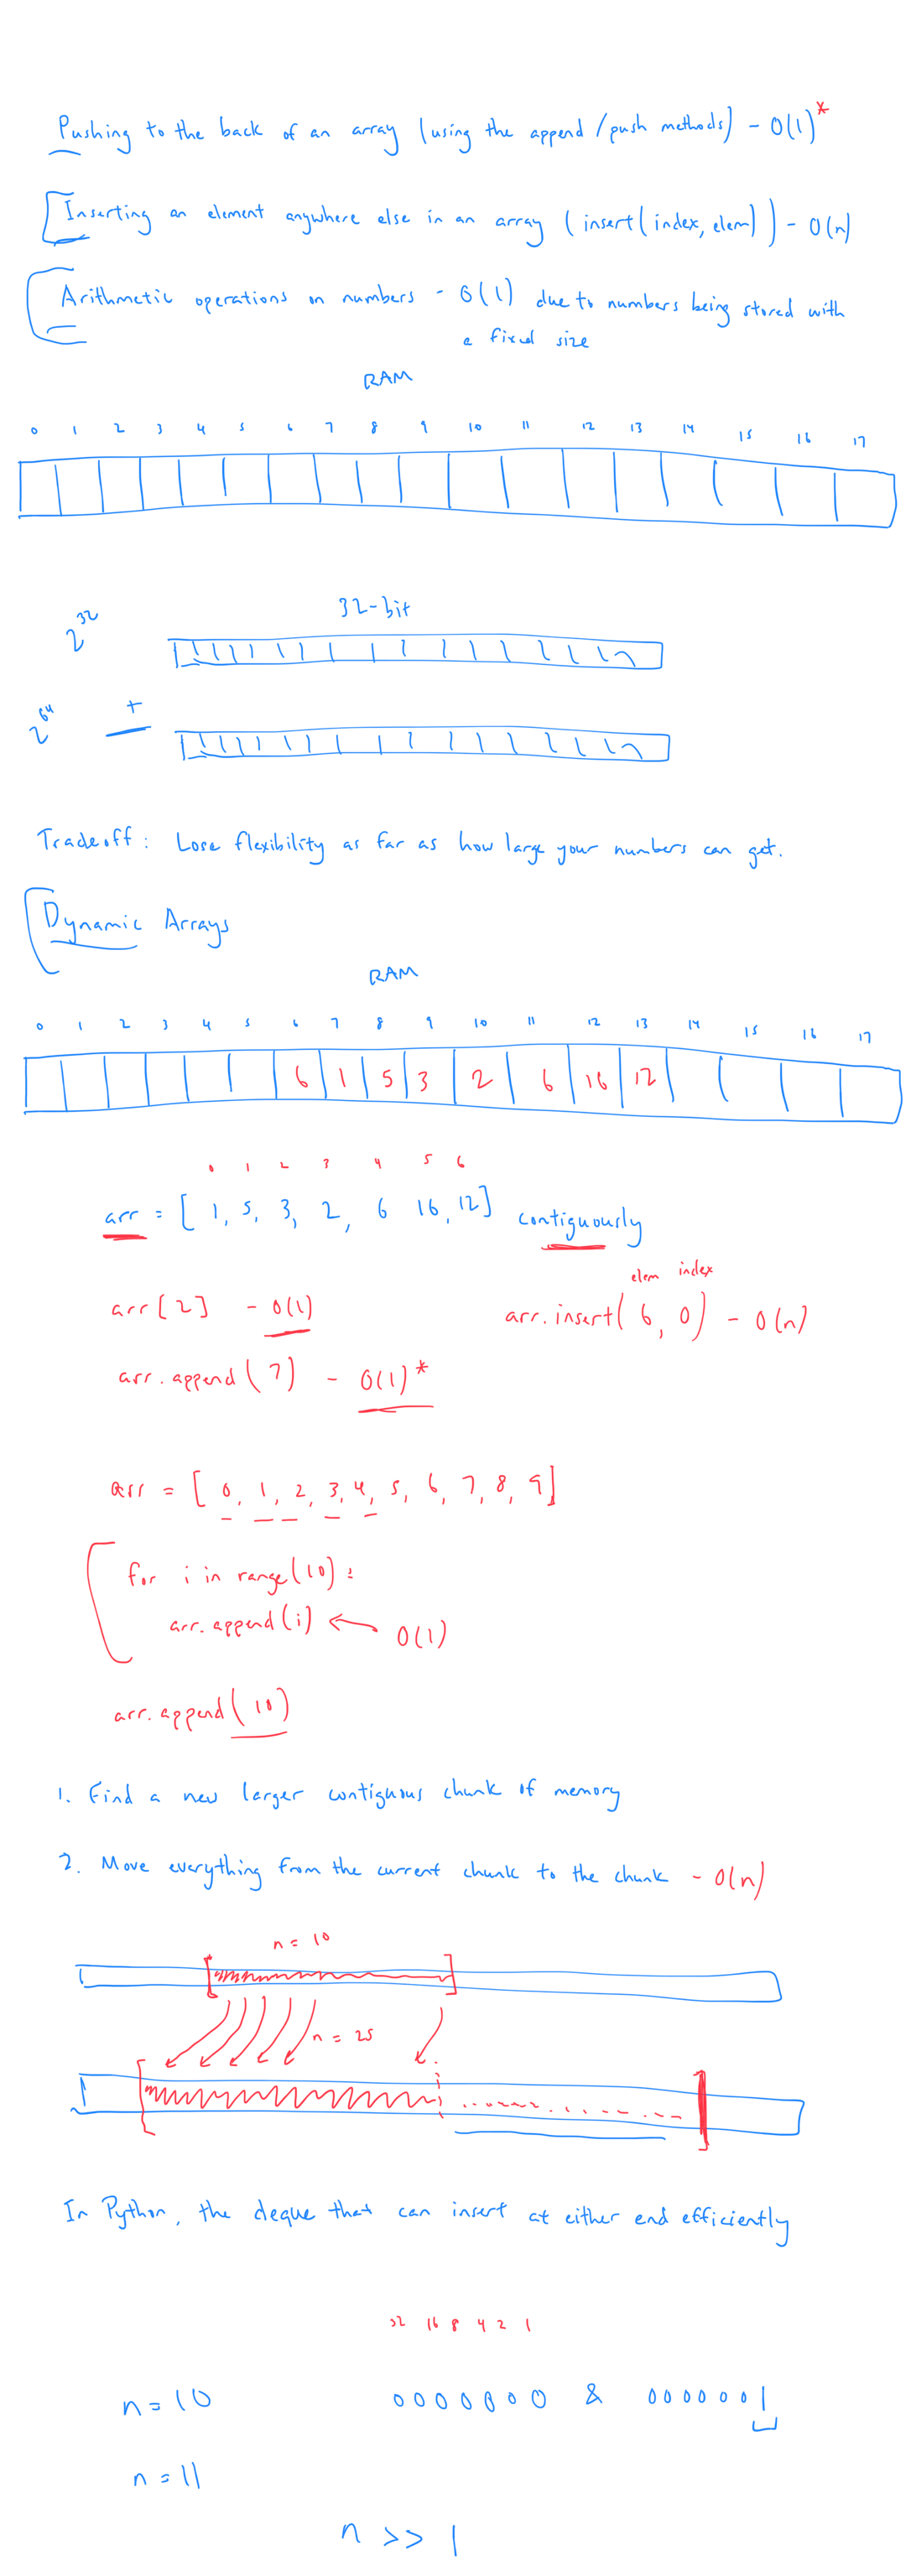 Pushing to the back of an array (using the append/push methods) - O(1)*
Inserting an element anywhere else in an array (insert(index, elem)) - O(n)
Arithmetic operations on numbers - O(1) due to numbers being stored with
a fixed size
RAM
0 1 2 3 4 5 6 7 8 9 10 11 12 13 14 15 16 17
2^32 32-bit
2^64 +
Tradeoff: Lose flexibility as far as how large your numbers can get.
Dynamic Arrays
RAM
0 1 2 3 4 5 6 7 8 9 10 11 12 13 14 15 16 17
6 1 5 3 2 6 16 12
0 1 2 3 4 5 6
arr = [1, 5, 3, 2, 6 16, 12] contiguously
elem index
arr[2] - O(1) arr.insert(6, 0) - O(n)
arr.append(7) - O(1)*
arr = [0, 1, 2, 3, 4, 5, 6, 7, 8, 9]
for i in range(10):
arr.append(i) ← O(1)
arr.append(10)
1. Find a new larger contiguous chunk of memory
2. Move everything from the current chunk to the chunk - O(n)
n = 10
n = 25
In Python, the deque that can insert at either end efficiently
32 16 8 4 2 1
n = 10 0000000 & 0000001
n = 11
n >> 1